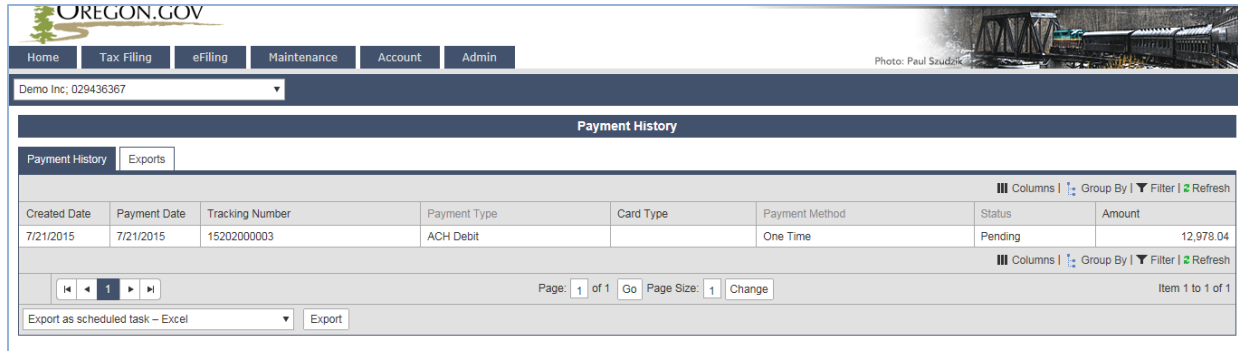 OREGON.GOV
Home Tax Filing eFiling Maintenance Account Admin
Photo: Paul Szudzik
Demo Inc; 029436367
Payment History
Payment History Exports
Columns | Group By | Filter | Refresh
Created Date Payment Date Tracking Number Payment Type Card Type Payment Method Status Amount
7/21/2015 7/21/2015 15202000003 ACH Debit One Time Pending 12,978.04
Columns | Group By | Filter | Refresh
1 Page: 1 of 1 Go Page Size: 1 Change Item 1 to 1 of 1
Export as scheduled task – Excel Export